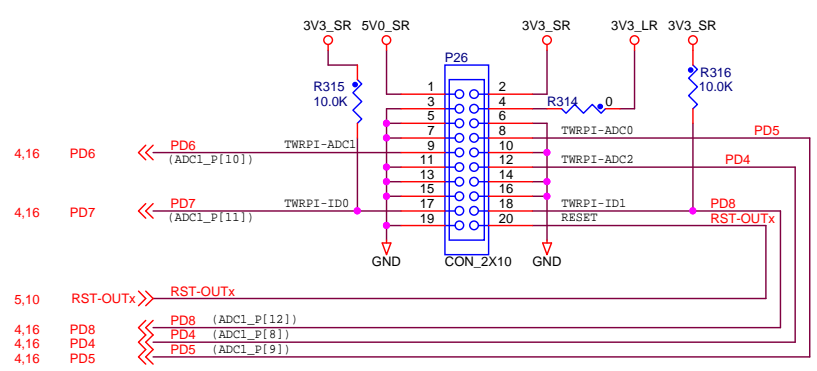 3V3_SR 5V0_SR 3V3_SR 3V3_LR 3V3_SR
P26
R315 10.0K
R316 10.0K
1 2
3 4 R314 0
5 6
7 8 TWRPI-ADC0 PD5
4,16 PD6 PD6 TWRPI-ADC1 9 10
(ADC1_P[10])
11 12 TWRPI-ADC2 PD4
13 14
15 16
4,16 PD7 PD7 TWRPI-ID0 17 18 TWRPI-ID1 PD8
(ADC1_P[11])
19 20 RESET RST-OUTx
GND CON_2X10 GND
5,10 RST-OUTx RST-OUTx
4,16 PD8 PD8 (ADC1_P[12])
4,16 PD4 PD4 (ADC1_P[8])
4,16 PD5 PD5 (ADC1_P[9])